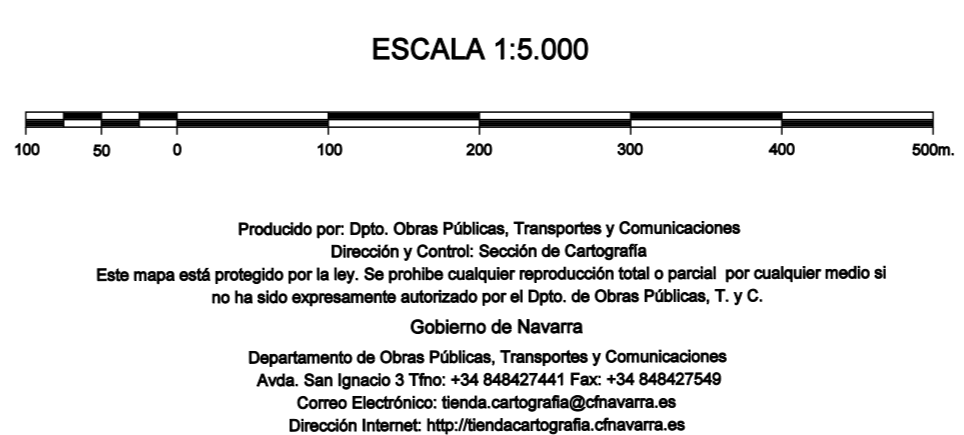 ESCALA 1:5.000
100 50 0 100 200 300 400 500m.
Producido por: Dpto. Obras Públicas, Transportes y Comunicaciones
Dirección y Control: Sección de Cartografía
Este mapa está protegido por la ley. Se prohibe cualquier reproducción total o parcial por cualquier medio si
no ha sido expresamente autorizado por el Dpto. de Obras Públicas, T. y C.
Gobierno de Navarra
Departamento de Obras Públicas, Transportes y Comunicaciones
Avda. San Ignacio 3 Tfno: +34 848427441 Fax: +34 848427549
Correo Electrónico: tienda.cartografia@cfnavarra.es
Dirección Internet: http://tiendacartografia.cfnavarra.es